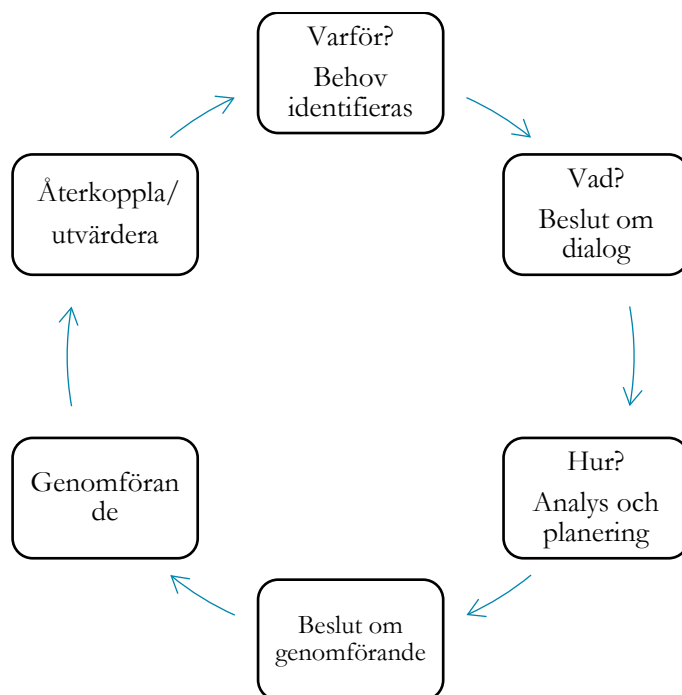 Varför?
Behov
identifieras
Vad?
Beslut om
dialog
Hur?
Analys och
planering
Beslut om
genomförande
Genomföran
de
Återkoppla/
utvärdera